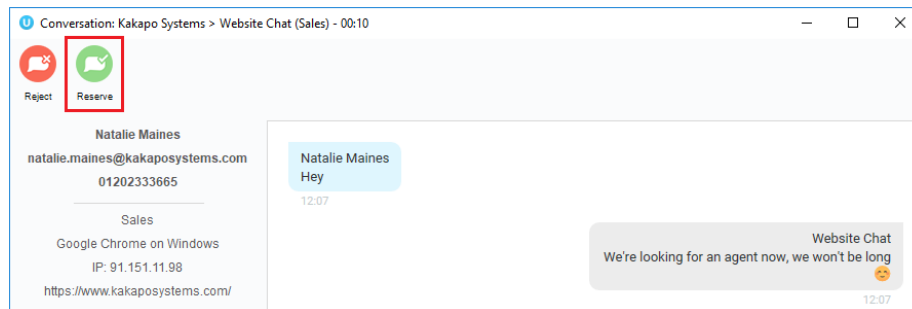 Conversation: Kakapo Systems > Website Chat (Sales) - 00:10
Reject
Reserve
Natalie Maines
natalie.maines@kakaposystems.com
01202333665
Sales
Google Chrome on Windows
IP: 91.151.11.98
https://www.kakaposystems.com/
Natalie Maines
Hey
12:07
Website Chat
We're looking for an agent now, we won't be long
12:07